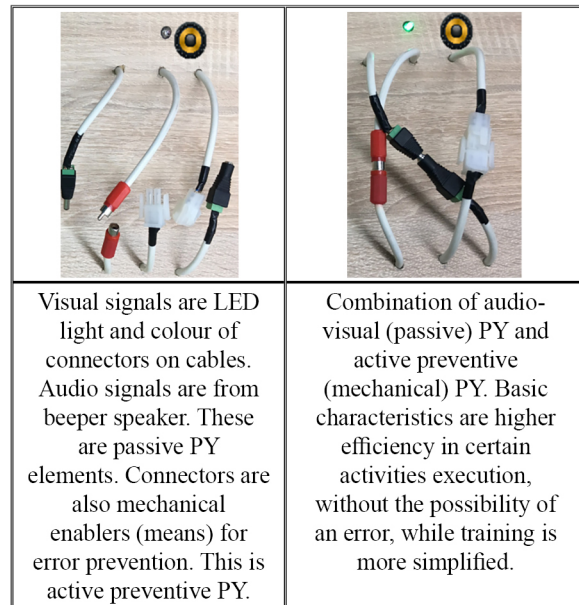 Visual signals are LED
light and colour of
connectors on cables.
Audio signals are from
beeper speaker. These
are passive PY
elements. Connectors are
also mechanical
enablers (means) for
error prevention. This is
active preventive PY.
Combination of audio-
visual (passive) PY and
active preventive
(mechanical) PY. Basic
characteristics are higher
efficiency in certain
activities execution,
without the possibility of
an error, while training is
more simplified.